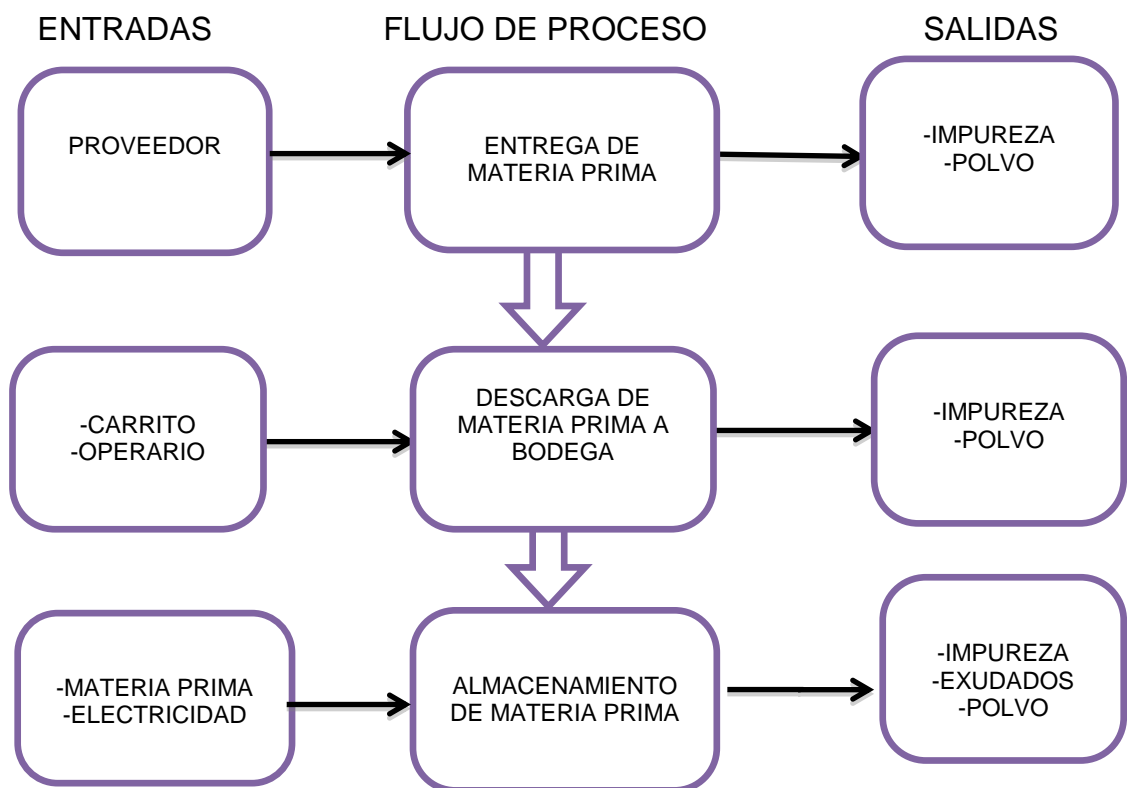 ENTRADAS
FLUJO DE PROCESO
SALIDAS
PROVEEDOR
ENTREGA DE
MATERIA PRIMA
-IMPUREZA
-POLVO
-CARRITO
-OPERARIO
DESCARGA DE
MATERIA PRIMA A
BODEGA
-IMPUREZA
-POLVO
-MATERIA PRIMA
-ELECTRICIDAD
ALMACENAMIENTO
DE MATERIA PRIMA
-IMPUREZA
-EXUDADOS
-POLVO